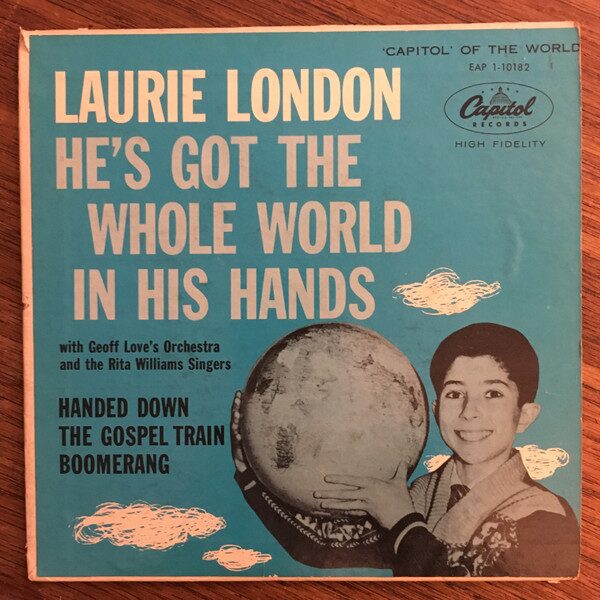 'CAPITOL' OF THE WORLD
EAP 1-10182
Capitol
RECORDS
HIGH FIDELITY
LAURIE LONDON
HE'S GOT THE
WHOLE WORLD
IN HIS HANDS
with Geoff Love's Orchestra
and the Rita Williams Singers
HANDED DOWN
THE GOSPEL TRAIN
BOOMERANG